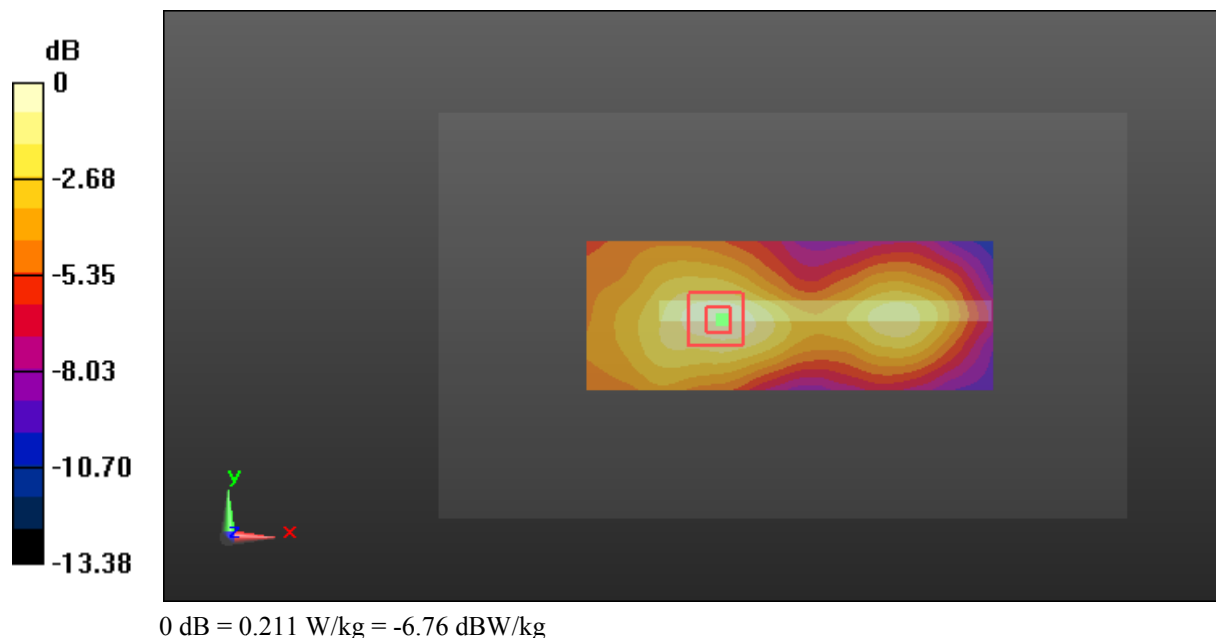 dB
0
-2.68
-5.35
-8.03
-10.70
-13.38
y
z
x
0 dB = 0.211 W/kg = -6.76 dBW/kg